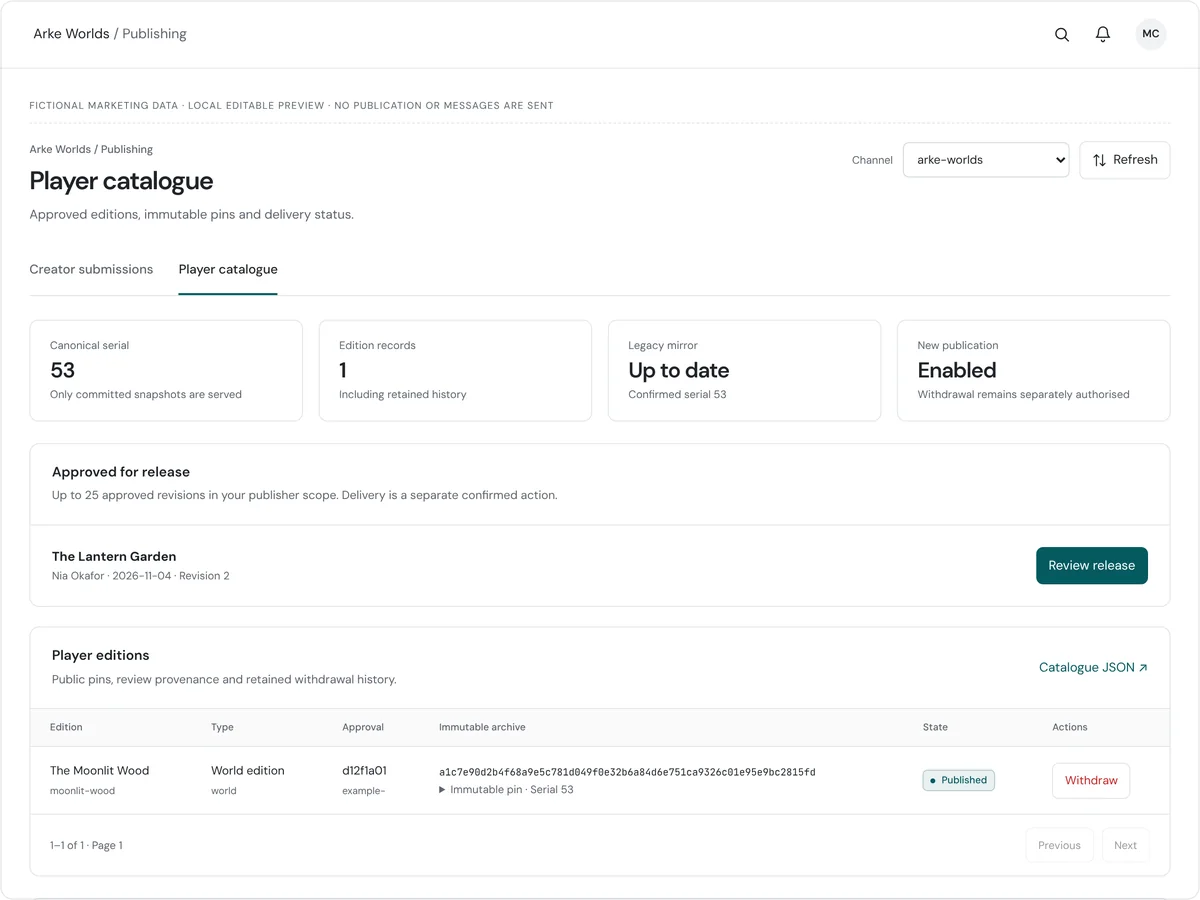 Arke Worlds / Publishing
MC
FICTIONAL MARKETING DATA · LOCAL EDITABLE PREVIEW · NO PUBLICATION OR MESSAGES ARE SENT
Arke Worlds / Publishing
Player catalogue
Approved editions, immutable pins and delivery status.
Channel
arke-worlds
Refresh
Creator submissions
Player catalogue
Canonical serial
53
Only committed snapshots are served
Edition records
1
Including retained history
Legacy mirror
Up to date
Confirmed serial 53
New publication
Enabled
Withdrawal remains separately authorised
Approved for release
Up to 25 approved revisions in your publisher scope. Delivery is a separate confirmed action.
The Lantern Garden
Nia Okafor · 2026-11-04 · Revision 2
Review release
Player editions
Public pins, review provenance and retained withdrawal history.
Catalogue JSON ↗
Edition Type Approval Immutable archive State Actions
The Moonlit Wood
moonlit-wood
World edition
world
d12f1a01
example-
a1c7e90d2b4f68a9e5c781d049f0e32b6a84d6e751ca9326c01e95e9bc2815fd
▶ Immutable pin · Serial 53
Published
Withdraw
1–1 of 1 · Page 1
Previous
Next